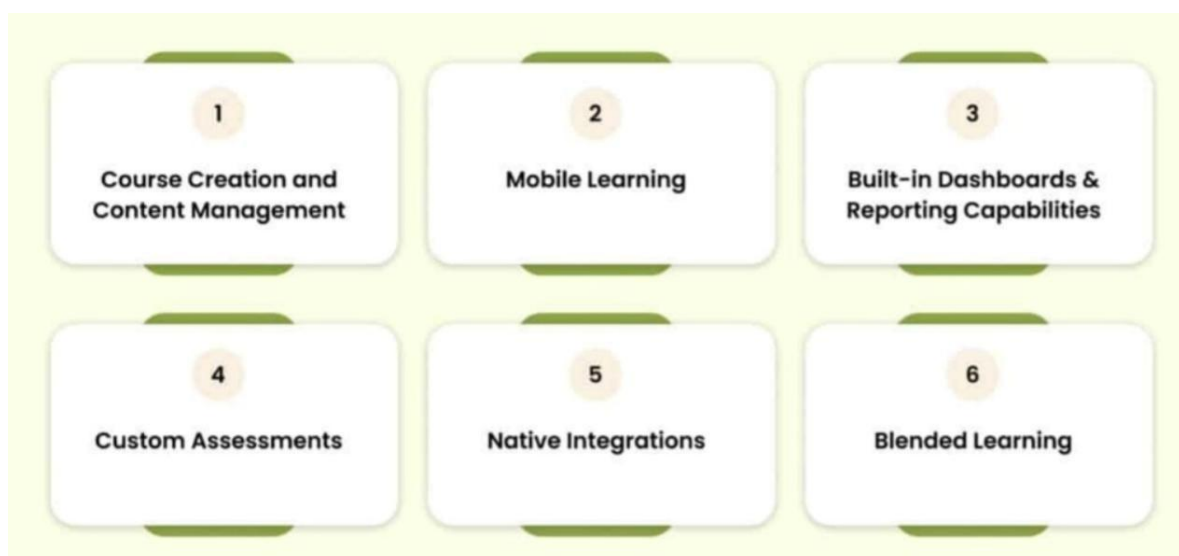 1
Course Creation and
Content Management
2
Mobile Learning
3
Built-in Dashboards &
Reporting Capabilities
4
Custom Assessments
5
Native Integrations
6
Blended Learning